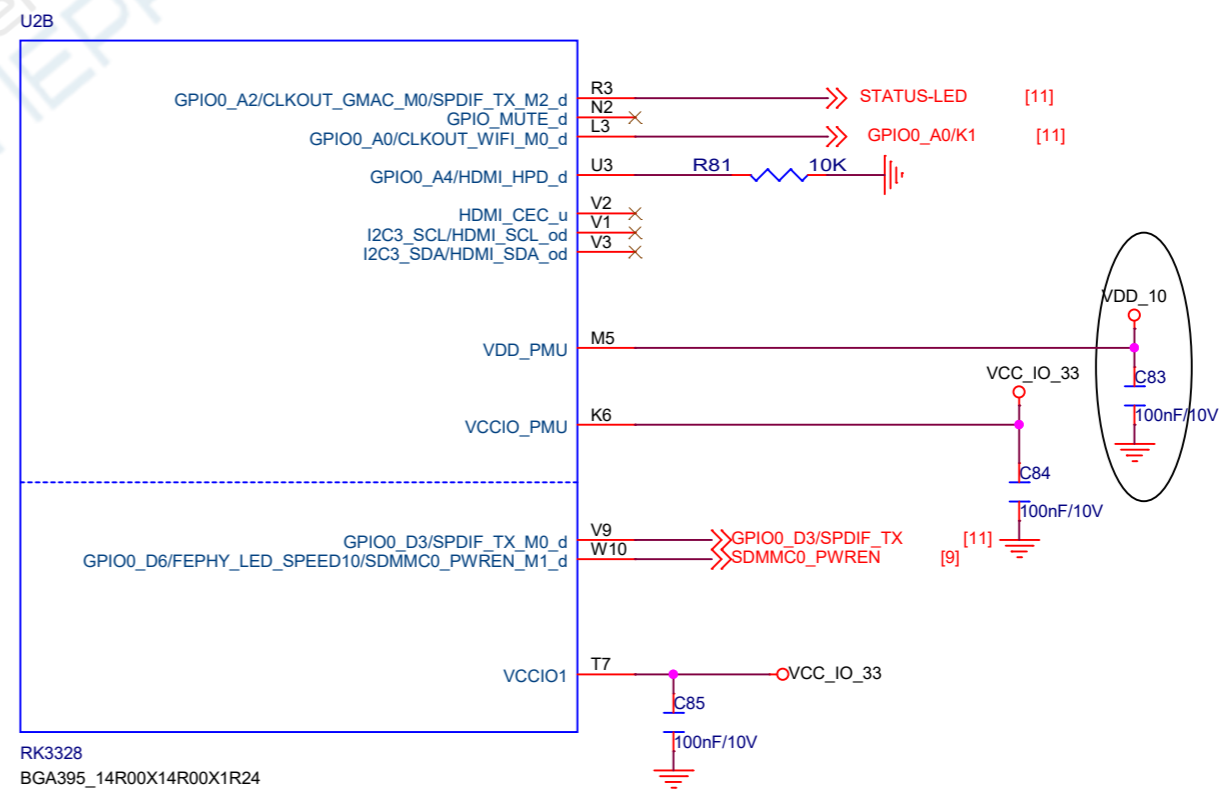 U2B
GPIO0_A2/CLKOUT_GMAC_M0/SPDIF_TX_M2_d R3 STATUS-LED [11]
GPIO_MUTE_d N2
GPIO0_A0/CLKOUT_WIFI_M0_d L3 GPIO0_A0/K1 [11]
GPIO0_A4/HDMI_HPD_d U3 R81 10K
HDMI_CEC_u V2
I2C3_SCL/HDMI_SCL_od V1
I2C3_SDA/HDMI_SDA_od V3
VDD_10
VDD_PMU M5
VCC_IO_33
C83
100nF/10V
VCCIO_PMU K6
C84
100nF/10V
GPIO0_D3/SPDIF_TX_M0_d V9 GPIO0_D3/SPDIF_TX [11]
GPIO0_D6/FEPHY_LED_SPEED10/SDMMC0_PWREN_M1_d W10 SDMMC0_PWREN [9]
VCCIO1 T7 VCC_IO_33
C85
100nF/10V
RK3328
BGA395_14R00X14R00X1R24